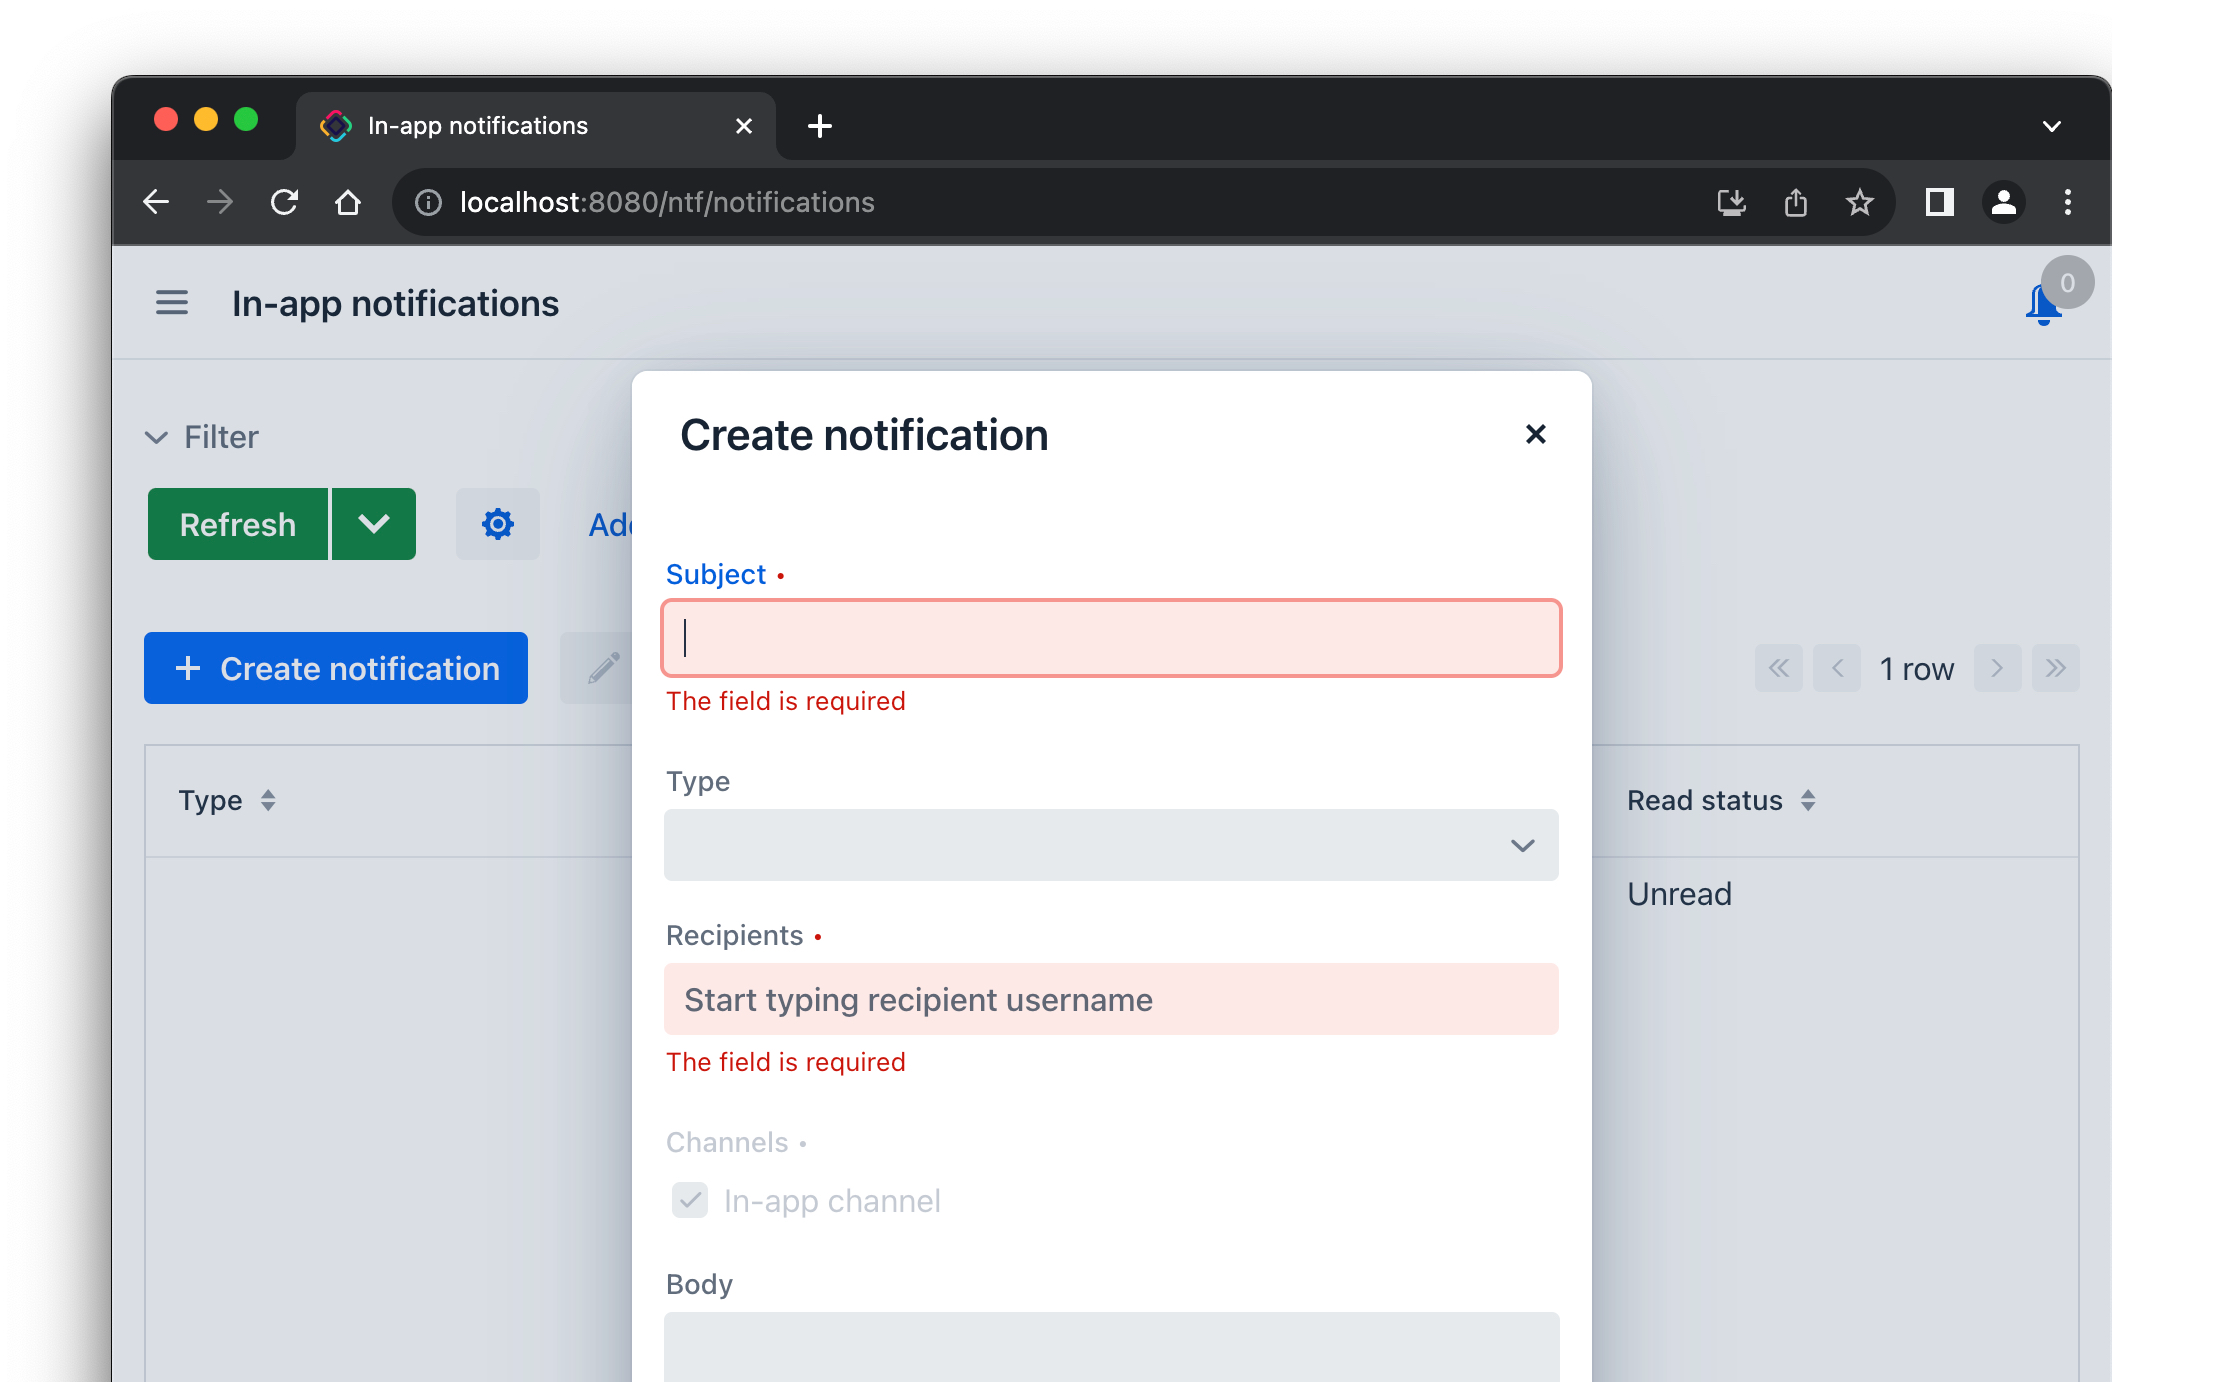 In-app notifications
localhost:8080/ntf/notifications
In-app notifications
0
Filter
Refresh
Create notification
1 row
Type
Read status
Unread
Create notification
Subject •
The field is required
Type
Recipients •
Start typing recipient username
The field is required
Channels •
In-app channel
Body